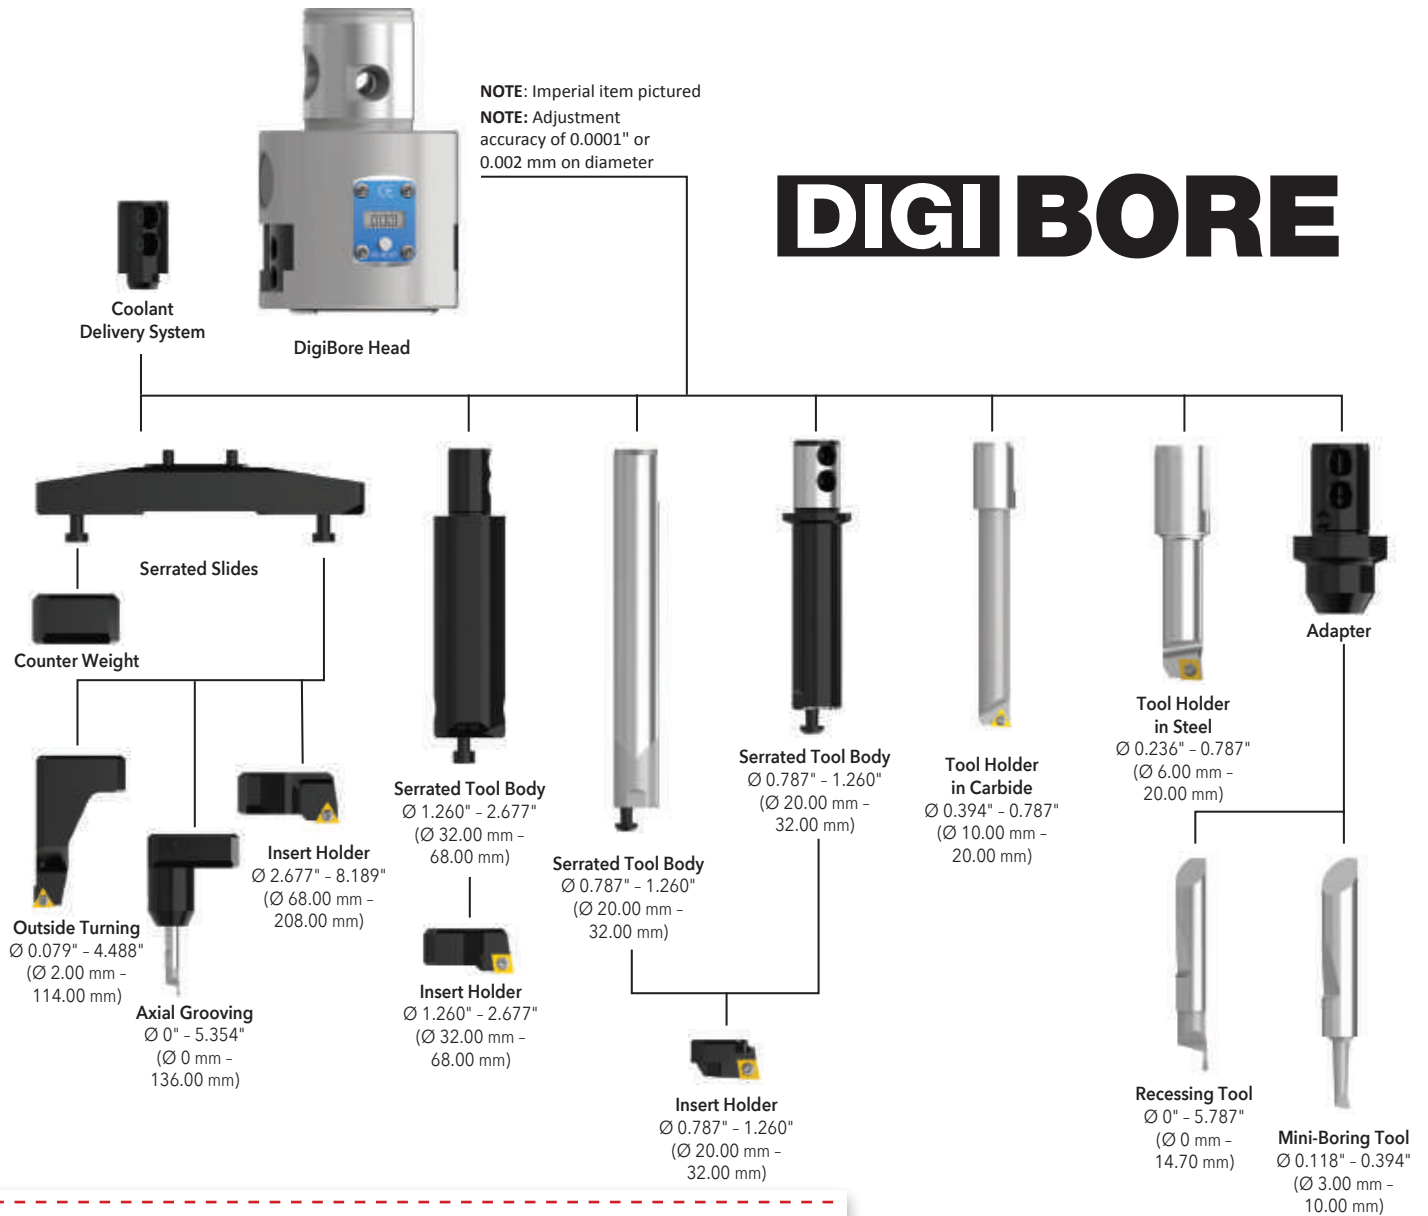 NOTE: Imperial item pictured
NOTE: Adjustment
accuracy of 0.0001" or
0.002 mm on diameter
DIGI BORE
Coolant
Delivery System
DigiBore Head
Serrated Slides
Counter Weight
Adapter
Outside Turning
Ø 0.079" – 4.488"
(Ø 2.00 mm –
114.00 mm)
Axial Grooving
Ø 0" – 5.354"
(Ø 0 mm –
136.00 mm)
Insert Holder
Ø 2.677" – 8.189"
(Ø 68.00 mm –
208.00 mm)
Serrated Tool Body
Ø 1.260" – 2.677"
(Ø 32.00 mm –
68.00 mm)
Insert Holder
Ø 1.260" – 2.677"
(Ø 32.00 mm –
68.00 mm)
Serrated Tool Body
Ø 0.787" – 1.260"
(Ø 20.00 mm –
32.00 mm)
Serrated Tool Body
Ø 0.787" – 1.260"
(Ø 20.00 mm –
32.00 mm)
Insert Holder
Ø 0.787" – 1.260"
(Ø 20.00 mm –
32.00 mm)
Tool Holder
in Carbide
Ø 0.394" – 0.787"
(Ø 10.00 mm –
20.00 mm)
Tool Holder
in Steel
Ø 0.236" – 0.787"
(Ø 6.00 mm –
20.00 mm)
Recessing Tool
Ø 0" – 5.787"
(Ø 0 mm –
14.70 mm)
Mini-Boring Tool
Ø 0.118" – 0.394"
(Ø 3.00 mm –
10.00 mm)